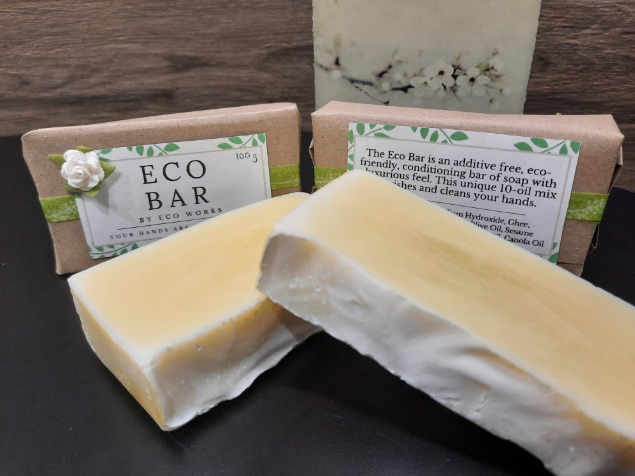 ECO
BAR
100 g
BY ECO WORKS
YOUR HANDS
The Eco Bar is an additive free, eco-
friendly, conditioning bar of soap with
luxurious feel. This unique 10-oil mix
and cleans your hands.
Hydroxide, Ghee,
Olive Oil, Sesame
Canola Oil